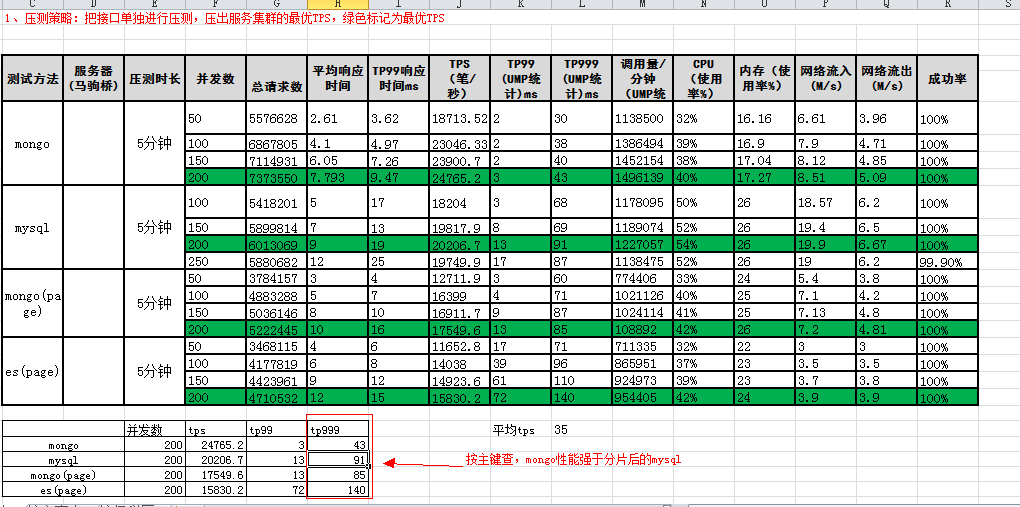 C D E F G H I J K L M N O P Q R S
1、压测策略：把接口单独进行压测，压出服务集群的最优TPS，绿色标记为最优TPS
测试方法 服务器(马驹桥) 压测时长 并发数 总请求数 平均响应时间 TP99响应时间ms TPS（笔/秒） TP99(UMP统计)ms TP999(UMP统计)ms 调用量/分钟(UMP统 CPU(使用率%) 内存（使用率%） 网络流入(M/s) 网络流出(M/s) 成功率
mongo 5分钟
50 5576628 2.61 3.62 18713.52 2 30 1138500 32% 16.16 6.61 3.96 100%
100 6867805 4.1 4.97 23046.33 2 38 1386494 39% 16.9 7.9 4.71 100%
150 7114931 6.05 7.26 23900.7 2 40 1452154 38% 17.04 8.12 4.85 100%
200 7373550 7.793 9.47 24765.2 3 43 1496139 40% 17.27 8.51 5.09 100%
mysql 5分钟
100 5418201 5 17 18204 3 68 1178095 50% 26 18.57 6.2 100%
150 5899814 7 13 19817.9 8 69 1189074 52% 26 19.4 6.5 100%
200 6013069 9 19 20206.7 13 91 1227057 54% 26 19.9 6.67 100%
250 5880682 12 25 19749.9 17 87 1138475 52% 26 19 6.2 99.90%
mongo(page) 5分钟
50 3784157 3 4 12711.9 3 60 774406 33% 24 5.4 3.8 100%
100 4883288 5 7 16399 4 71 1021126 40% 25 7.1 4.2 100%
150 5036146 8 10 16911.7 9 87 1024114 41% 25 7.13 4.8 100%
200 5222445 10 16 17549.6 13 85 108892 42% 26 7.2 4.81 100%
es(page) 5分钟
50 3468115 4 6 11652.8 17 71 711335 32% 22 3 3 100%
100 4177819 6 8 14038 39 96 865951 37% 23 3.5 3.5 100%
150 4423961 9 12 14923.6 61 110 924973 39% 23 3.7 3.8 100%
200 4710532 12 15 15830.2 72 140 954405 42% 24 3.9 3.9 100%
并发数 tps tp99 tp999 平均tps 35
mongo 200 24765.2 3 43
mysql 200 20206.7 13 91 按主键查，mongo性能强于分片后的mysql
mongo(page) 200 17549.6 13 85
es(page) 200 15830.2 72 140